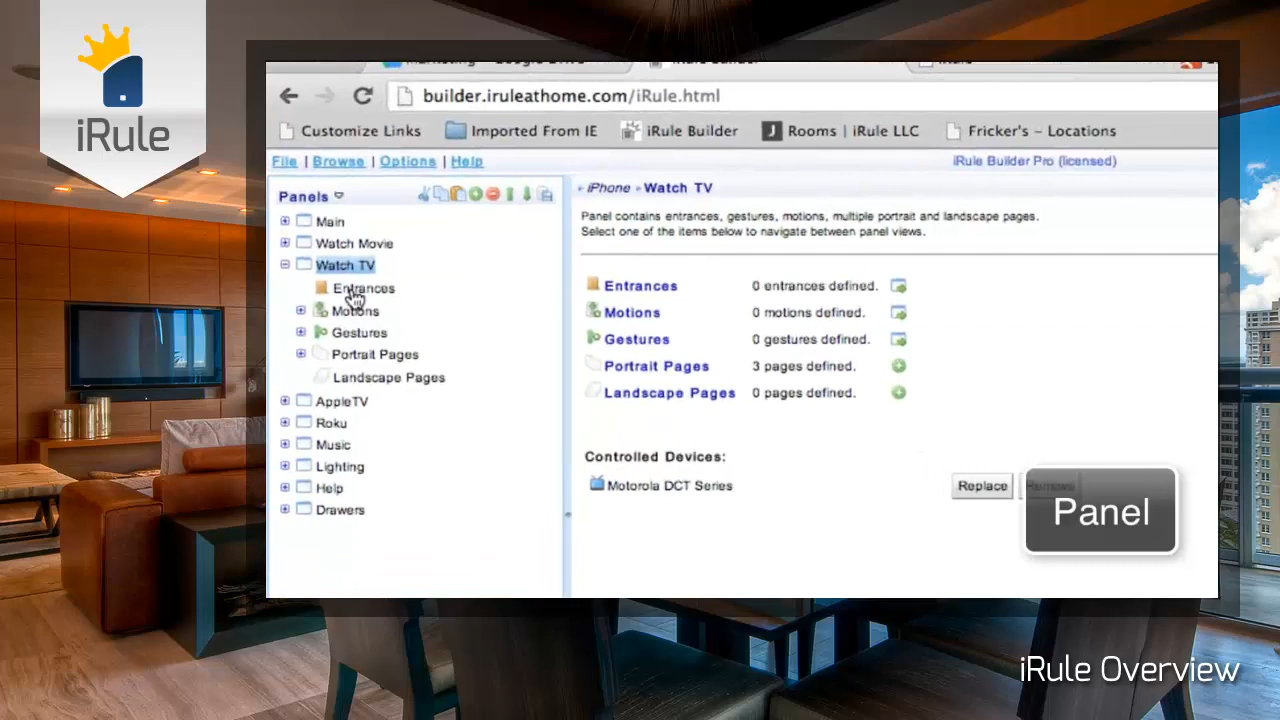 iRule
builder.iruleathome.com/iRule.html
Customize Links
Imported From IE
iRule Builder
Rooms | iRule LLC
Fricker's – Locations
File | Browse | Options | Help
iRule Builder Pro (licensed)
Panels
Main
Watch Movie
Watch TV
Entrances
Motions
Gestures
Portrait Pages
Landscape Pages
AppleTV
Roku
Music
Lighting
Help
Drawers
iPhone Watch TV
Panel contains entrances, gestures, motions, multiple portrait and landscape pages.
Select one of the items below to navigate between panel views.
Entrances 0 entrances defined.
Motions 0 motions defined.
Gestures 0 gestures defined.
Portrait Pages 3 pages defined.
Landscape Pages 0 pages defined.
Controlled Devices:
Motorola DCT Series
Replace
Remove
Panel
iRule Overview